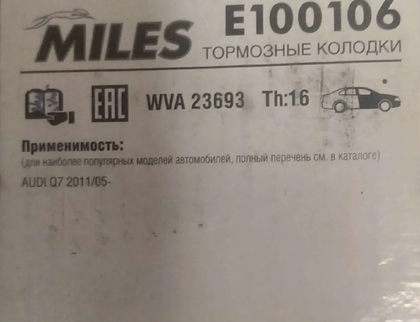 MILES
E100106
ТОРМОЗНЫЕ КОЛОДКИ
EAC WVA 23693 Th:16
Применимость:
(для наиболее популярных моделей автомобилей, полный перечень см. в каталоге)
AUDI Q7 2011/05-